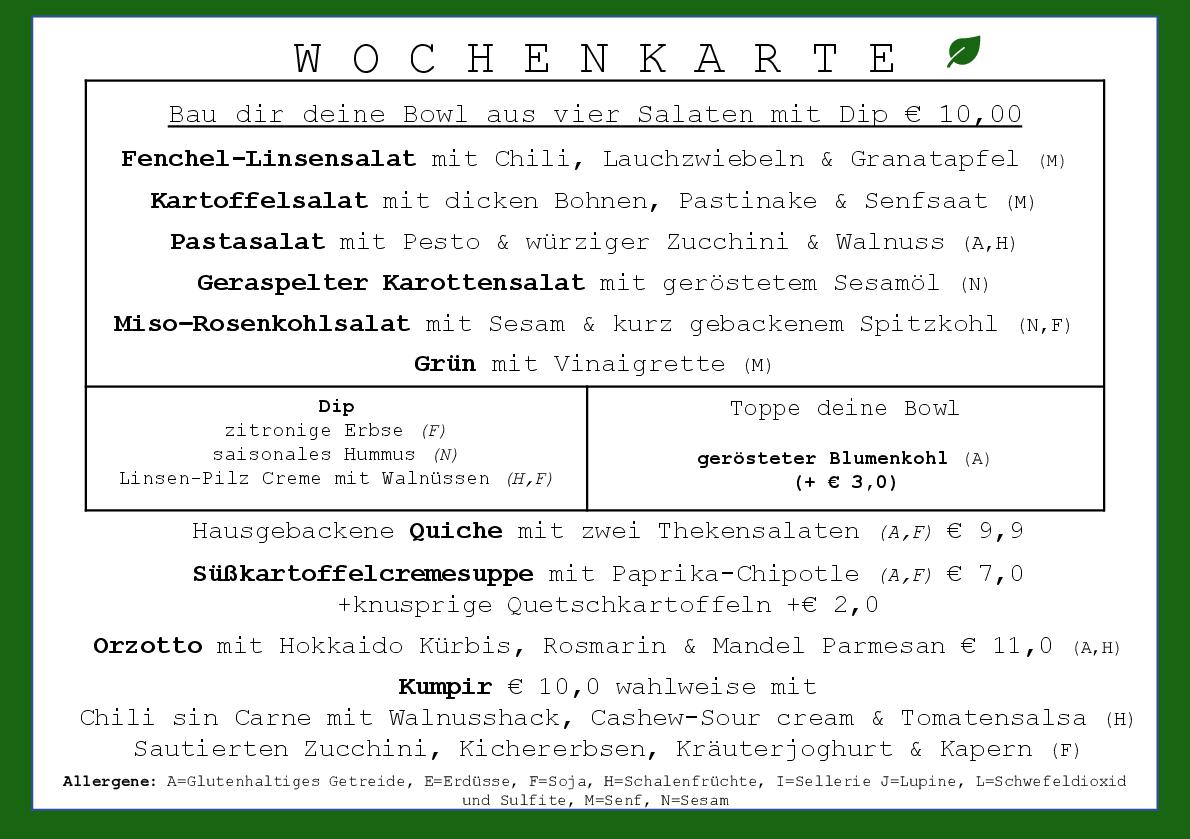 WOCHENKARTE
Bau dir deine Bowl aus vier Salaten mit Dip € 10,00
Fenchel-Linsensalat mit Chili, Lauchzwiebeln & Granatapfel (M)
Kartoffelsalat mit dicken Bohnen, Pastinake & Senfsaat (M)
Pastasalat mit Pesto & würziger Zucchini & Walnuss (A,H)
Geraspelter Karottensalat mit geröstetem Sesamöl (N)
Miso-Rosenkohlsalat mit Sesam & kurz gebackenem Spitzkohl (N,F)
Grün mit Vinaigrette (M)
Dip
zitronige Erbse (F)
saisonales Hummus (N)
Linsen-Pilz Creme mit Walnüssen (H,F)
Toppe deine Bowl
gerösteter Blumenkohl (A)
(+ € 3,0)
Hausgebackene Quiche mit zwei Thekensalaten (A,F) € 9,9
Süßkartoffelcremesuppe mit Paprika-Chipotle (A,F) € 7,0
+knusprige Quetschkartoffeln +€ 2,0
Orzotto mit Hokkaido Kürbis, Rosmarin & Mandel Parmesan € 11,0 (A,H)
Kumpir € 10,0 wahlweise mit
Chili sin Carne mit Walnusshack, Cashew-Sour cream & Tomatensalsa (H)
Sautierten Zucchini, Kichererbsen, Kräuterjoghurt & Kapern (F)
Allergene: A=Glutenhaltiges Getreide, E=Erdüsse, F=Soja, H=Schalenfrüchte, I=Sellerie J=Lupine, L=Schwefeldioxid
und Sulfite, M=Senf, N=Sesam